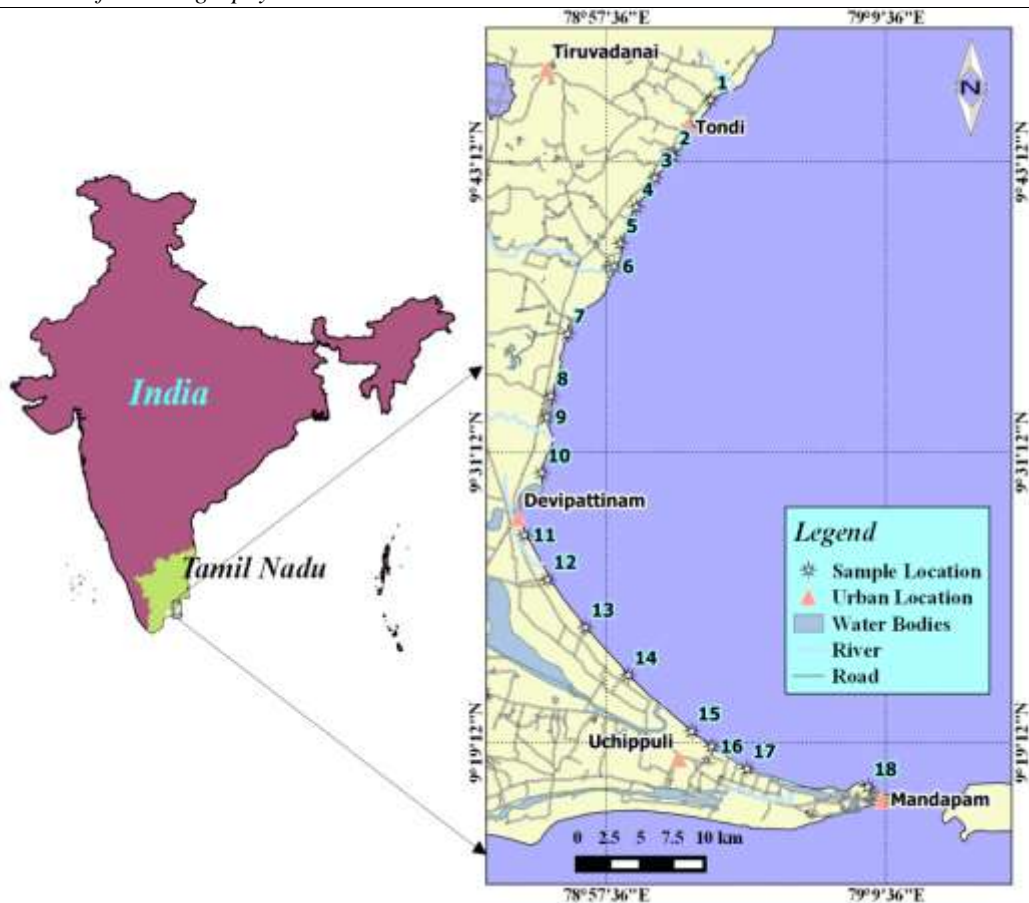 78°57'36"E 79°9'36"E
Tiruvadanai
1
N
Tondi
2
9°43'12"N 9°43'12"N
3
4
5
6
7
India
8
9
9°31'12"N 9°31'12"N
10
Devipattinam
11
Legend
Tamil Nadu
12
Sample Location
Urban Location
13
Water Bodies
River
14
Road
15
9°19'12"N 9°19'12"N
Uchippuli 16 17
18
Mandapam
0 2.5 5 7.5 10 km
78°57'36"E 79°9'36"E